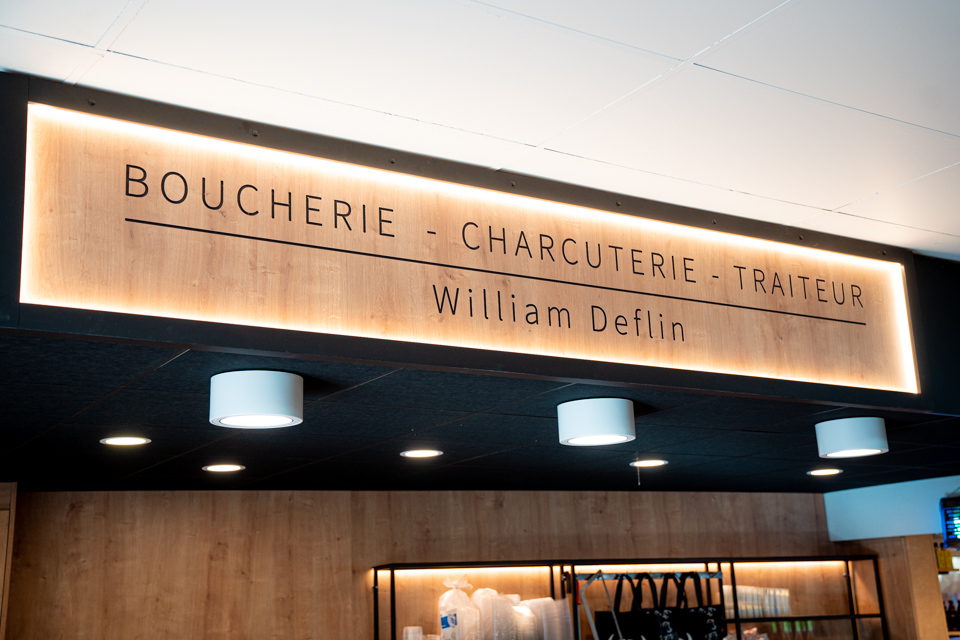 BOUCHERIE - CHARCUTERIE - TRAITEUR
William Deflin